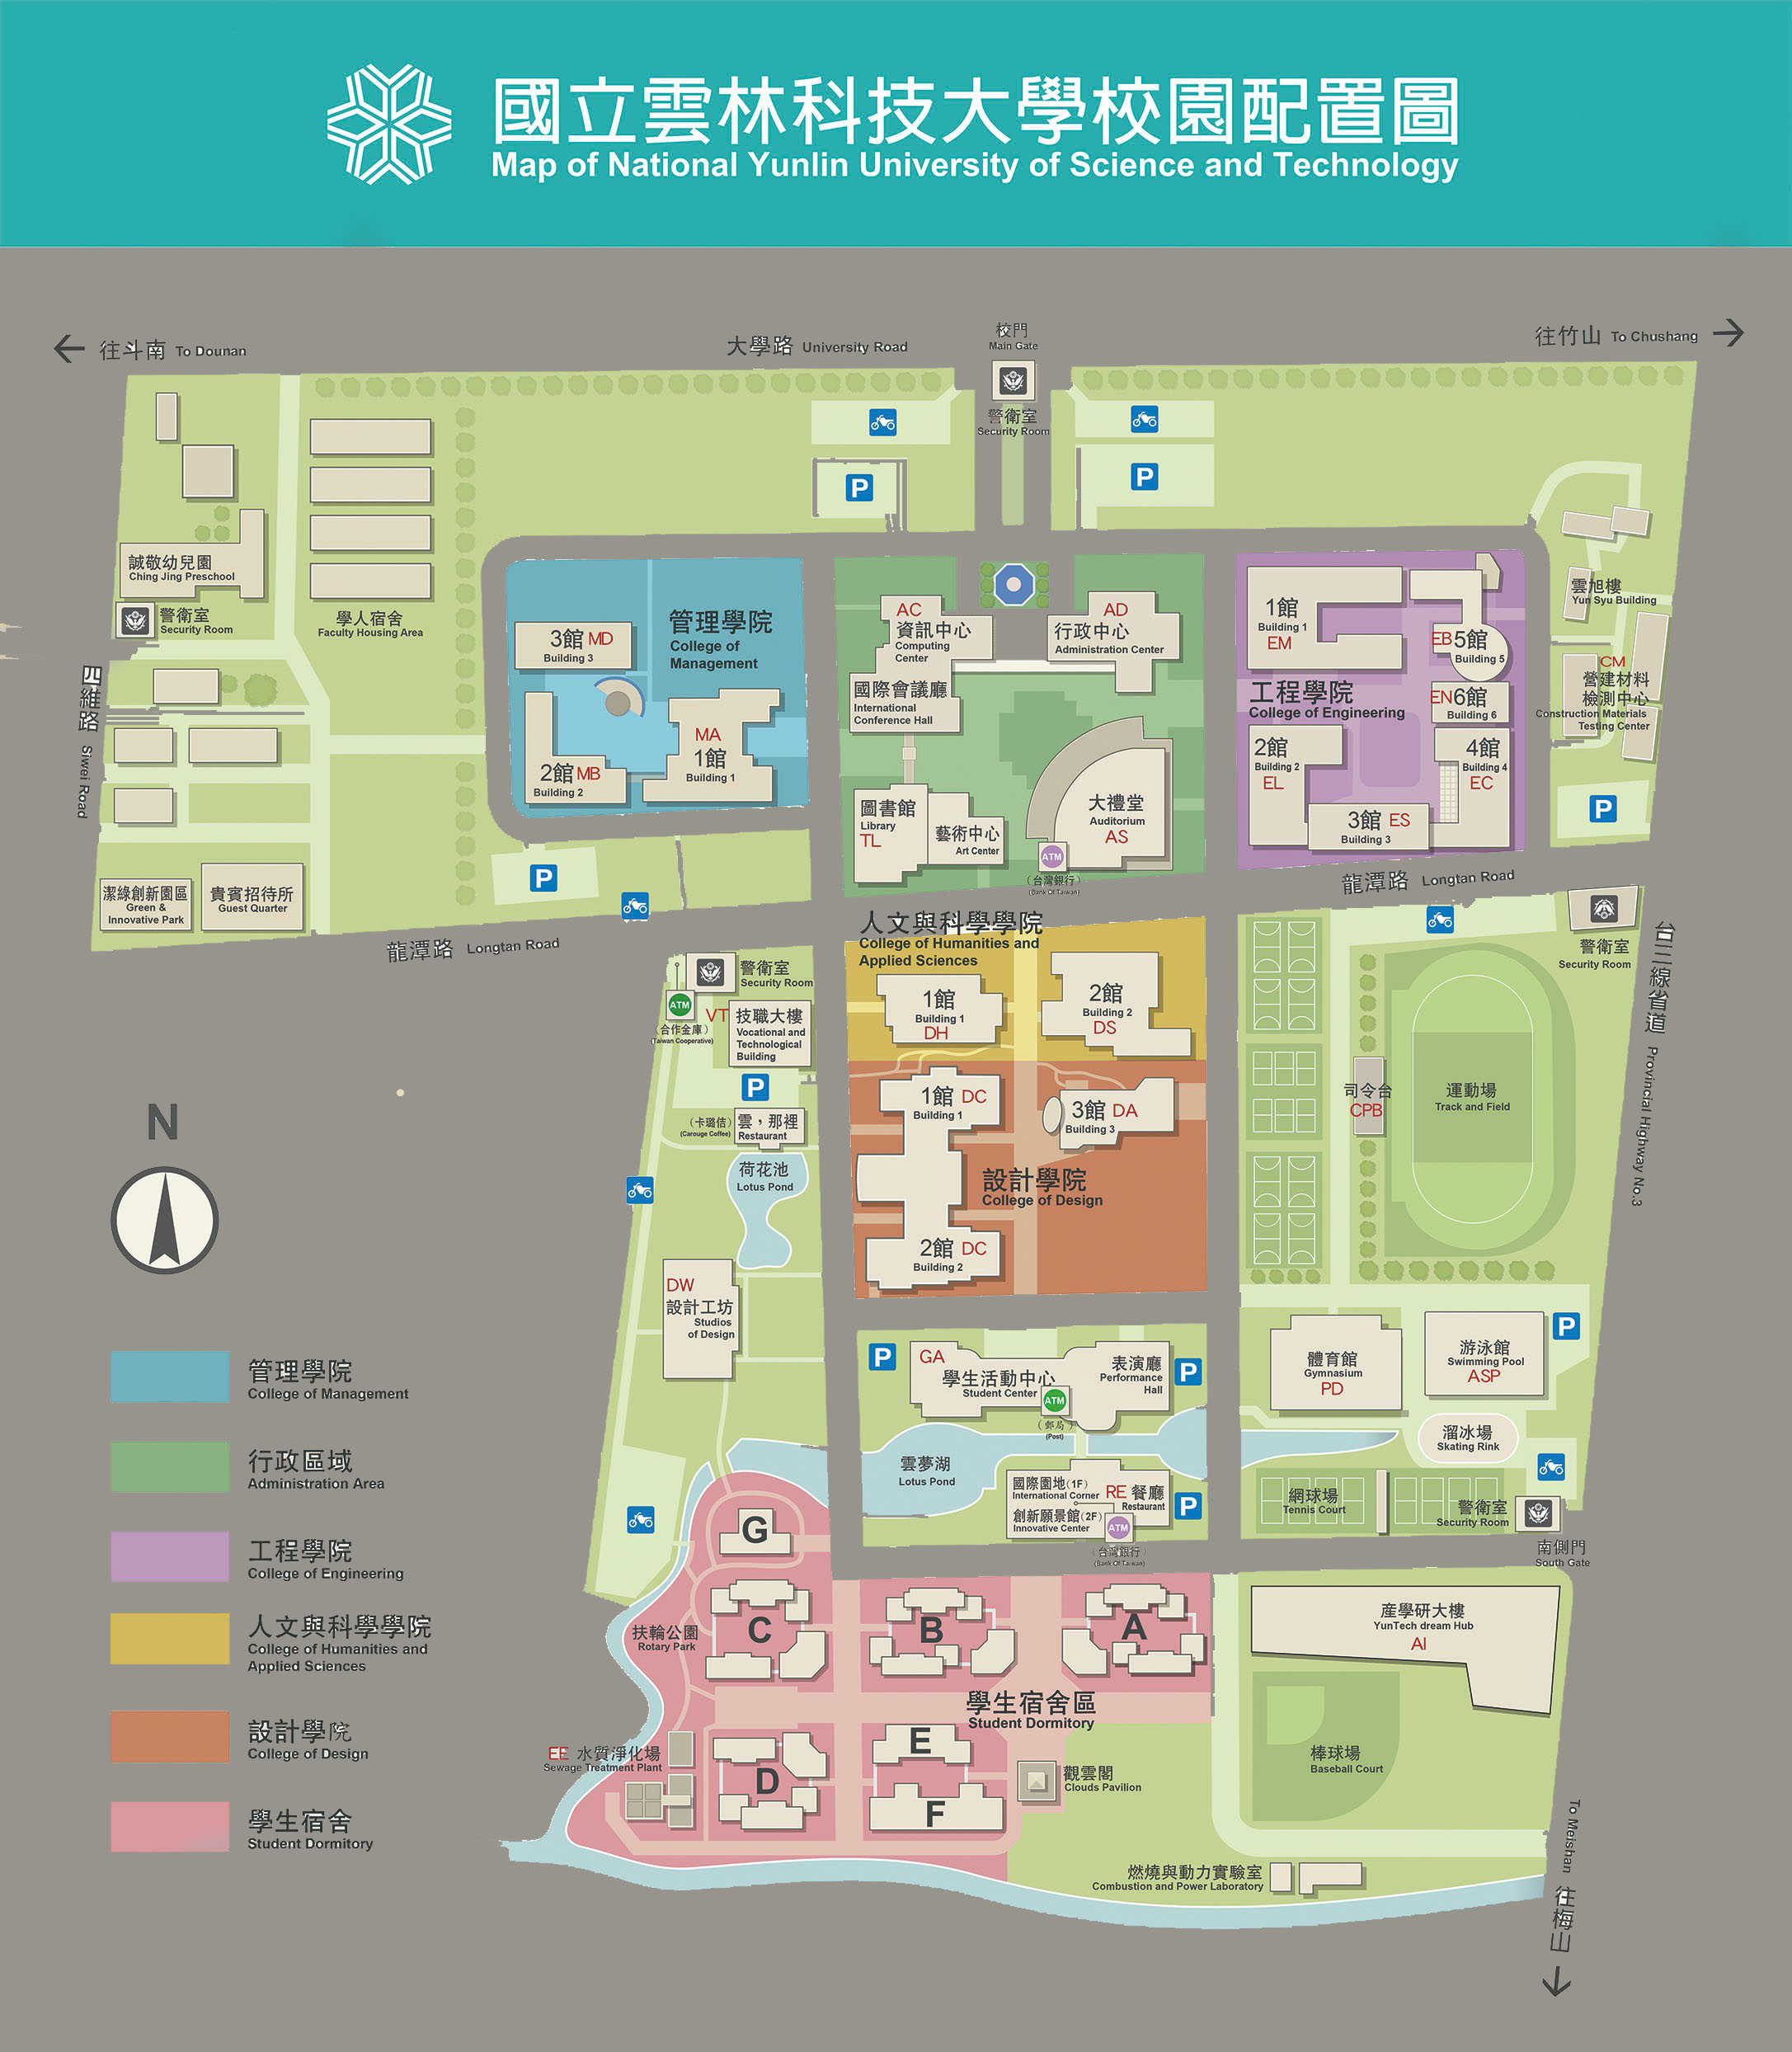 國立雲林科技大學校園配置圖
Map of National Yunlin University of Science and Technology
往斗南 To Dounan
大學路 University Road
校門
Main Gate
往竹山 To Chushang
警衛室
Security Room
P
P
誠敬幼兒園
Ching Jing Preschool
警衛室
Security Room
學人宿舍
Faculty Housing Area
四維路 Siwei Road
潔綠創新園區
Green &
Innovative Park
貴賓招待所
Guest Quarter
管理學院
College of
Management
3館 MD
Building 3
2館 MB
Building 2
MA
1館
Building 1
P
AC
資訊中心
Computing
Center
國際會議廳
International
Conference Hall
AD
行政中心
Administration Center
圖書館
Library
TL
藝術中心
Art Center
大禮堂
Auditorium
AS
ATM
(台灣銀行)
(Bank Of Taiwan)
1館
Building 1
EM
EB 5館
Building 5
工程學院
College of Engineering
EN 6館
Building 6
2館
Building 2
EL
4館
Building 4
EC
3館 ES
Building 3
雲旭樓
Yun Syu Building
CM
營建材料
檢測中心
Construction Materials
Testing Center
P
龍潭路 Longtan Road
龍潭路 Longtan Road
警衛室
Security Room
台三線省道 Provincial Highway No.3
警衛室
Security Room
ATM
(合作金庫)
(Taiwan Cooperative)
VT 技職大樓
Vocational and
Technological
Building
P
(卡璐佶)
(Carouge Coffee)
雲，那裡
Restaurant
荷花池
Lotus Pond
DW
設計工坊
Studios
of Design
人文與科學學院
College of Humanities and
Applied Sciences
1館
Building 1
DH
2館
Building 2
DS
1館 DC
Building 1
3館 DA
Building 3
設計學院
College of Design
2館 DC
Building 2
司令台
CPB
運動場
Track and Field
N
P
GA
學生活動中心
Student Center
表演廳
Performance
Hall
P
ATM
(郵局)
(Post)
雲夢湖
Lotus Pond
國際園地(1F)
International Corner
創新願景館(2F)
Innovative Center
RE 餐廳
Restaurant
P
ATM
(台灣銀行)
(Bank Of Taiwan)
體育館
Gymnasium
PD
游泳館
Swimming Pool
ASP
P
溜冰場
Skating Rink
網球場
Tennis Court
警衛室
Security Room
南側門
South Gate
G
C
B
A
扶輪公園
Rotary Park
學生宿舍區
Student Dormitory
EE 水質淨化場
Sewage Treatment Plant
D
E
F
觀雲閣
Clouds Pavilion
產學研大樓
YunTech dream Hub
AI
棒球場
Baseball Court
燃燒與動力實驗室
Combustion and Power Laboratory
To Meishan 往梅山
管理學院
College of Management
行政區域
Administration Area
工程學院
College of Engineering
人文與科學學院
College of Humanities and
Applied Sciences
設計學院
College of Design
學生宿舍
Student Dormitory